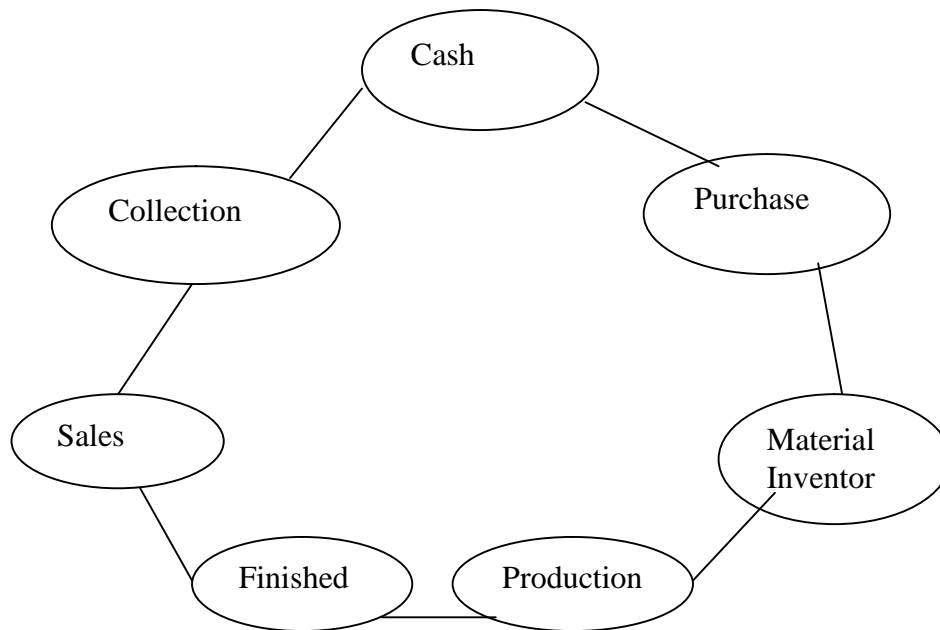 Cash
Collection
Purchase
Sales
Material
Inventor
Finished
Production